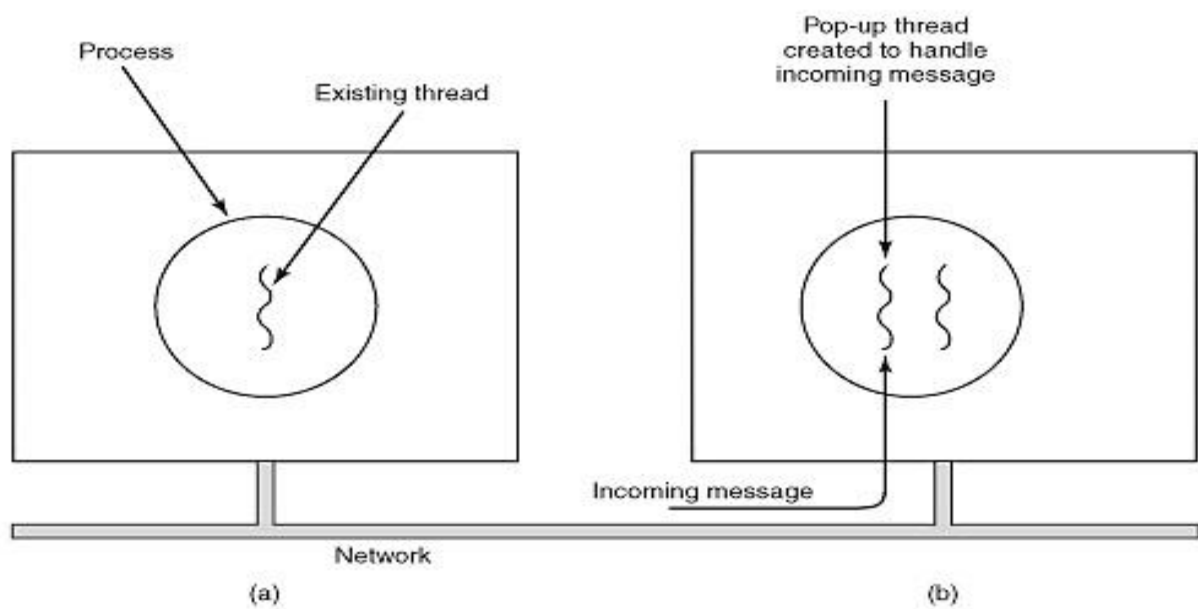 Process
Existing thread
Pop-up thread
created to handle
incoming message
Incoming message
Network
(a)
(b)